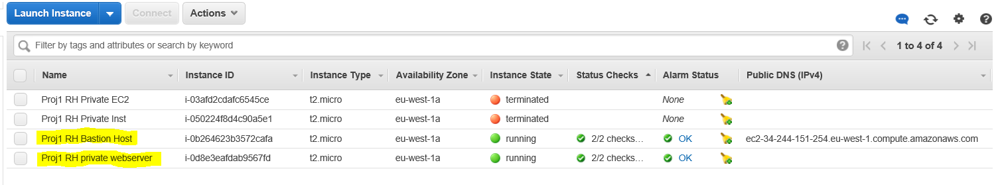 Launch Instance Connect Actions
Filter by tags and attributes or search by keyword 1 to 4 of 4
Name Instance ID Instance Type Availability Zone Instance State Status Checks Alarm Status Public DNS (IPv4)
Proj1 RH Private EC2 i-03afd2cdafc6545ce t2.micro eu-west-1a terminated None
Proj1 RH Private Inst i-050224f8d4c90a5e1 t2.micro eu-west-1a terminated None
Proj1 RH Bastion Host i-0b264623b3572cafa t2.micro eu-west-1a running 2/2 checks... OK ec2-34-244-151-254.eu-west-1.compute.amazonaws.com
Proj1 RH private webserver i-0d8e3eafdab9567fd t2.micro eu-west-1a running 2/2 checks... OK